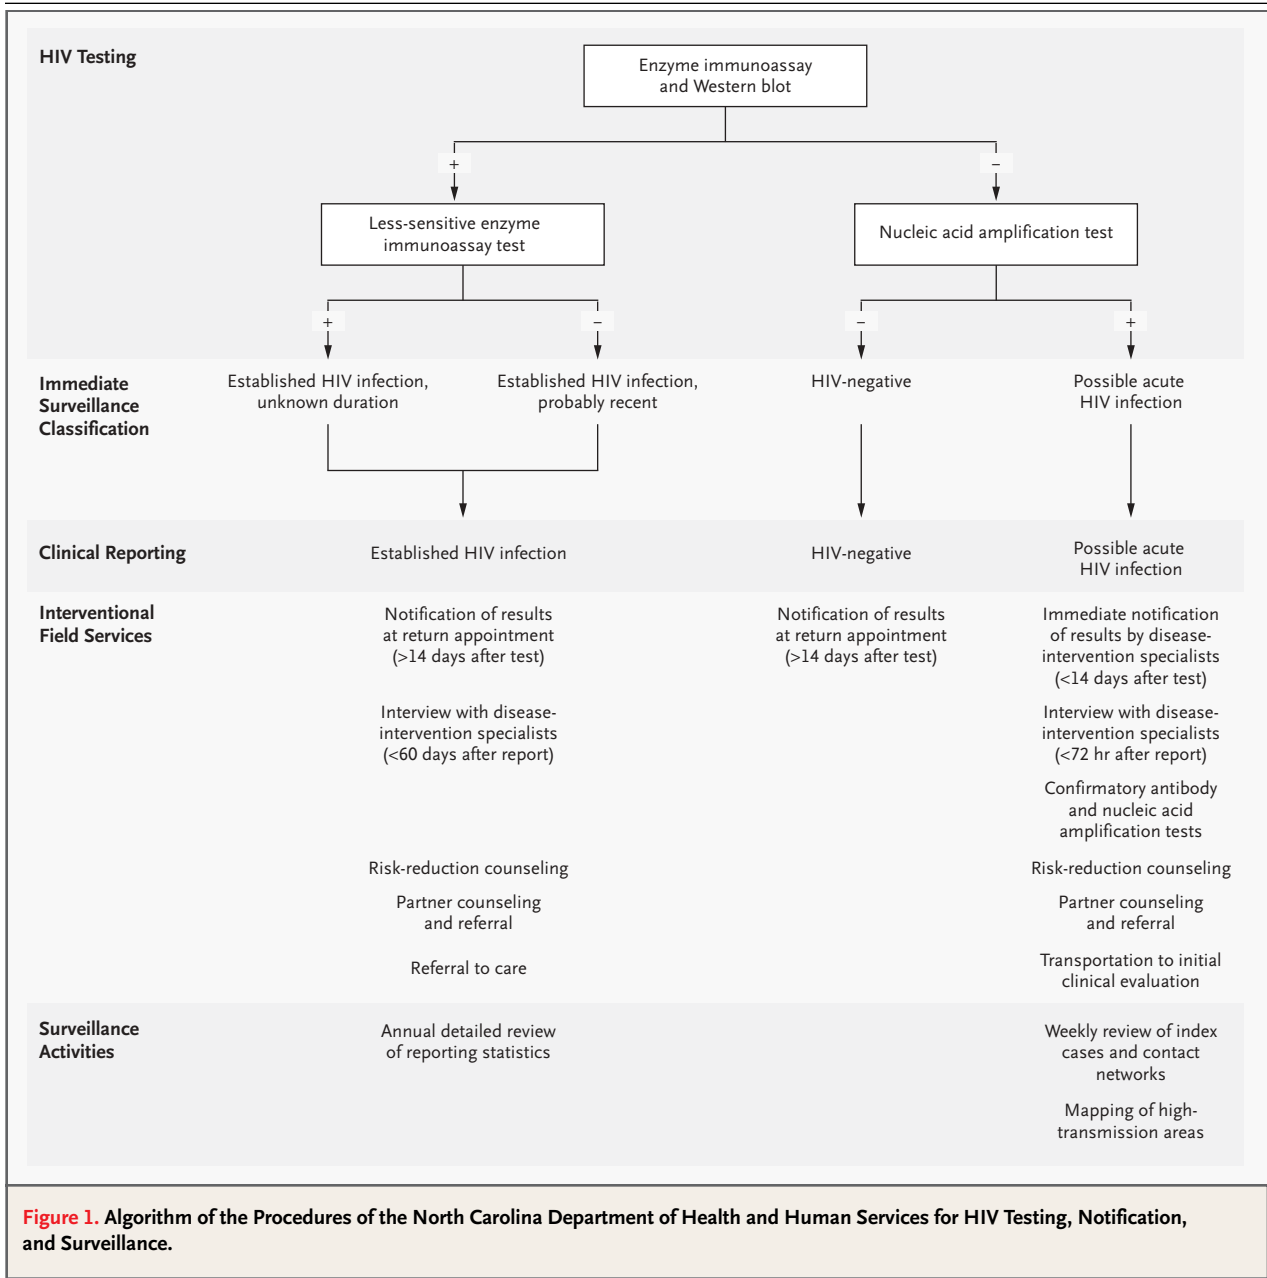 HIV Testing
Enzyme immunoassay
and Western blot
+
–
Less-sensitive enzyme
immunoassay test
Nucleic acid amplification test
+
–
–
+
Immediate
Surveillance
Classification
Established HIV infection,
unknown duration
Established HIV infection,
probably recent
HIV-negative
Possible acute
HIV infection
Clinical Reporting
Established HIV infection
HIV-negative
Possible acute
HIV infection
Interventional
Field Services
Notification of results
at return appointment
(>14 days after test)
Notification of results
at return appointment
(>14 days after test)
Immediate notification
of results by disease-
intervention specialists
(<14 days after test)
Interview with disease-
intervention specialists
(<60 days after report)
Interview with disease-
intervention specialists
(<72 hr after report)
Confirmatory antibody
and nucleic acid
amplification tests
Risk-reduction counseling
Risk-reduction counseling
Partner counseling
and referral
Partner counseling
and referral
Referral to care
Transportation to initial
clinical evaluation
Surveillance
Activities
Annual detailed review
of reporting statistics
Weekly review of index
cases and contact
networks
Mapping of high-
transmission areas
Figure 1. Algorithm of the Procedures of the North Carolina Department of Health and Human Services for HIV Testing, Notification,
and Surveillance.